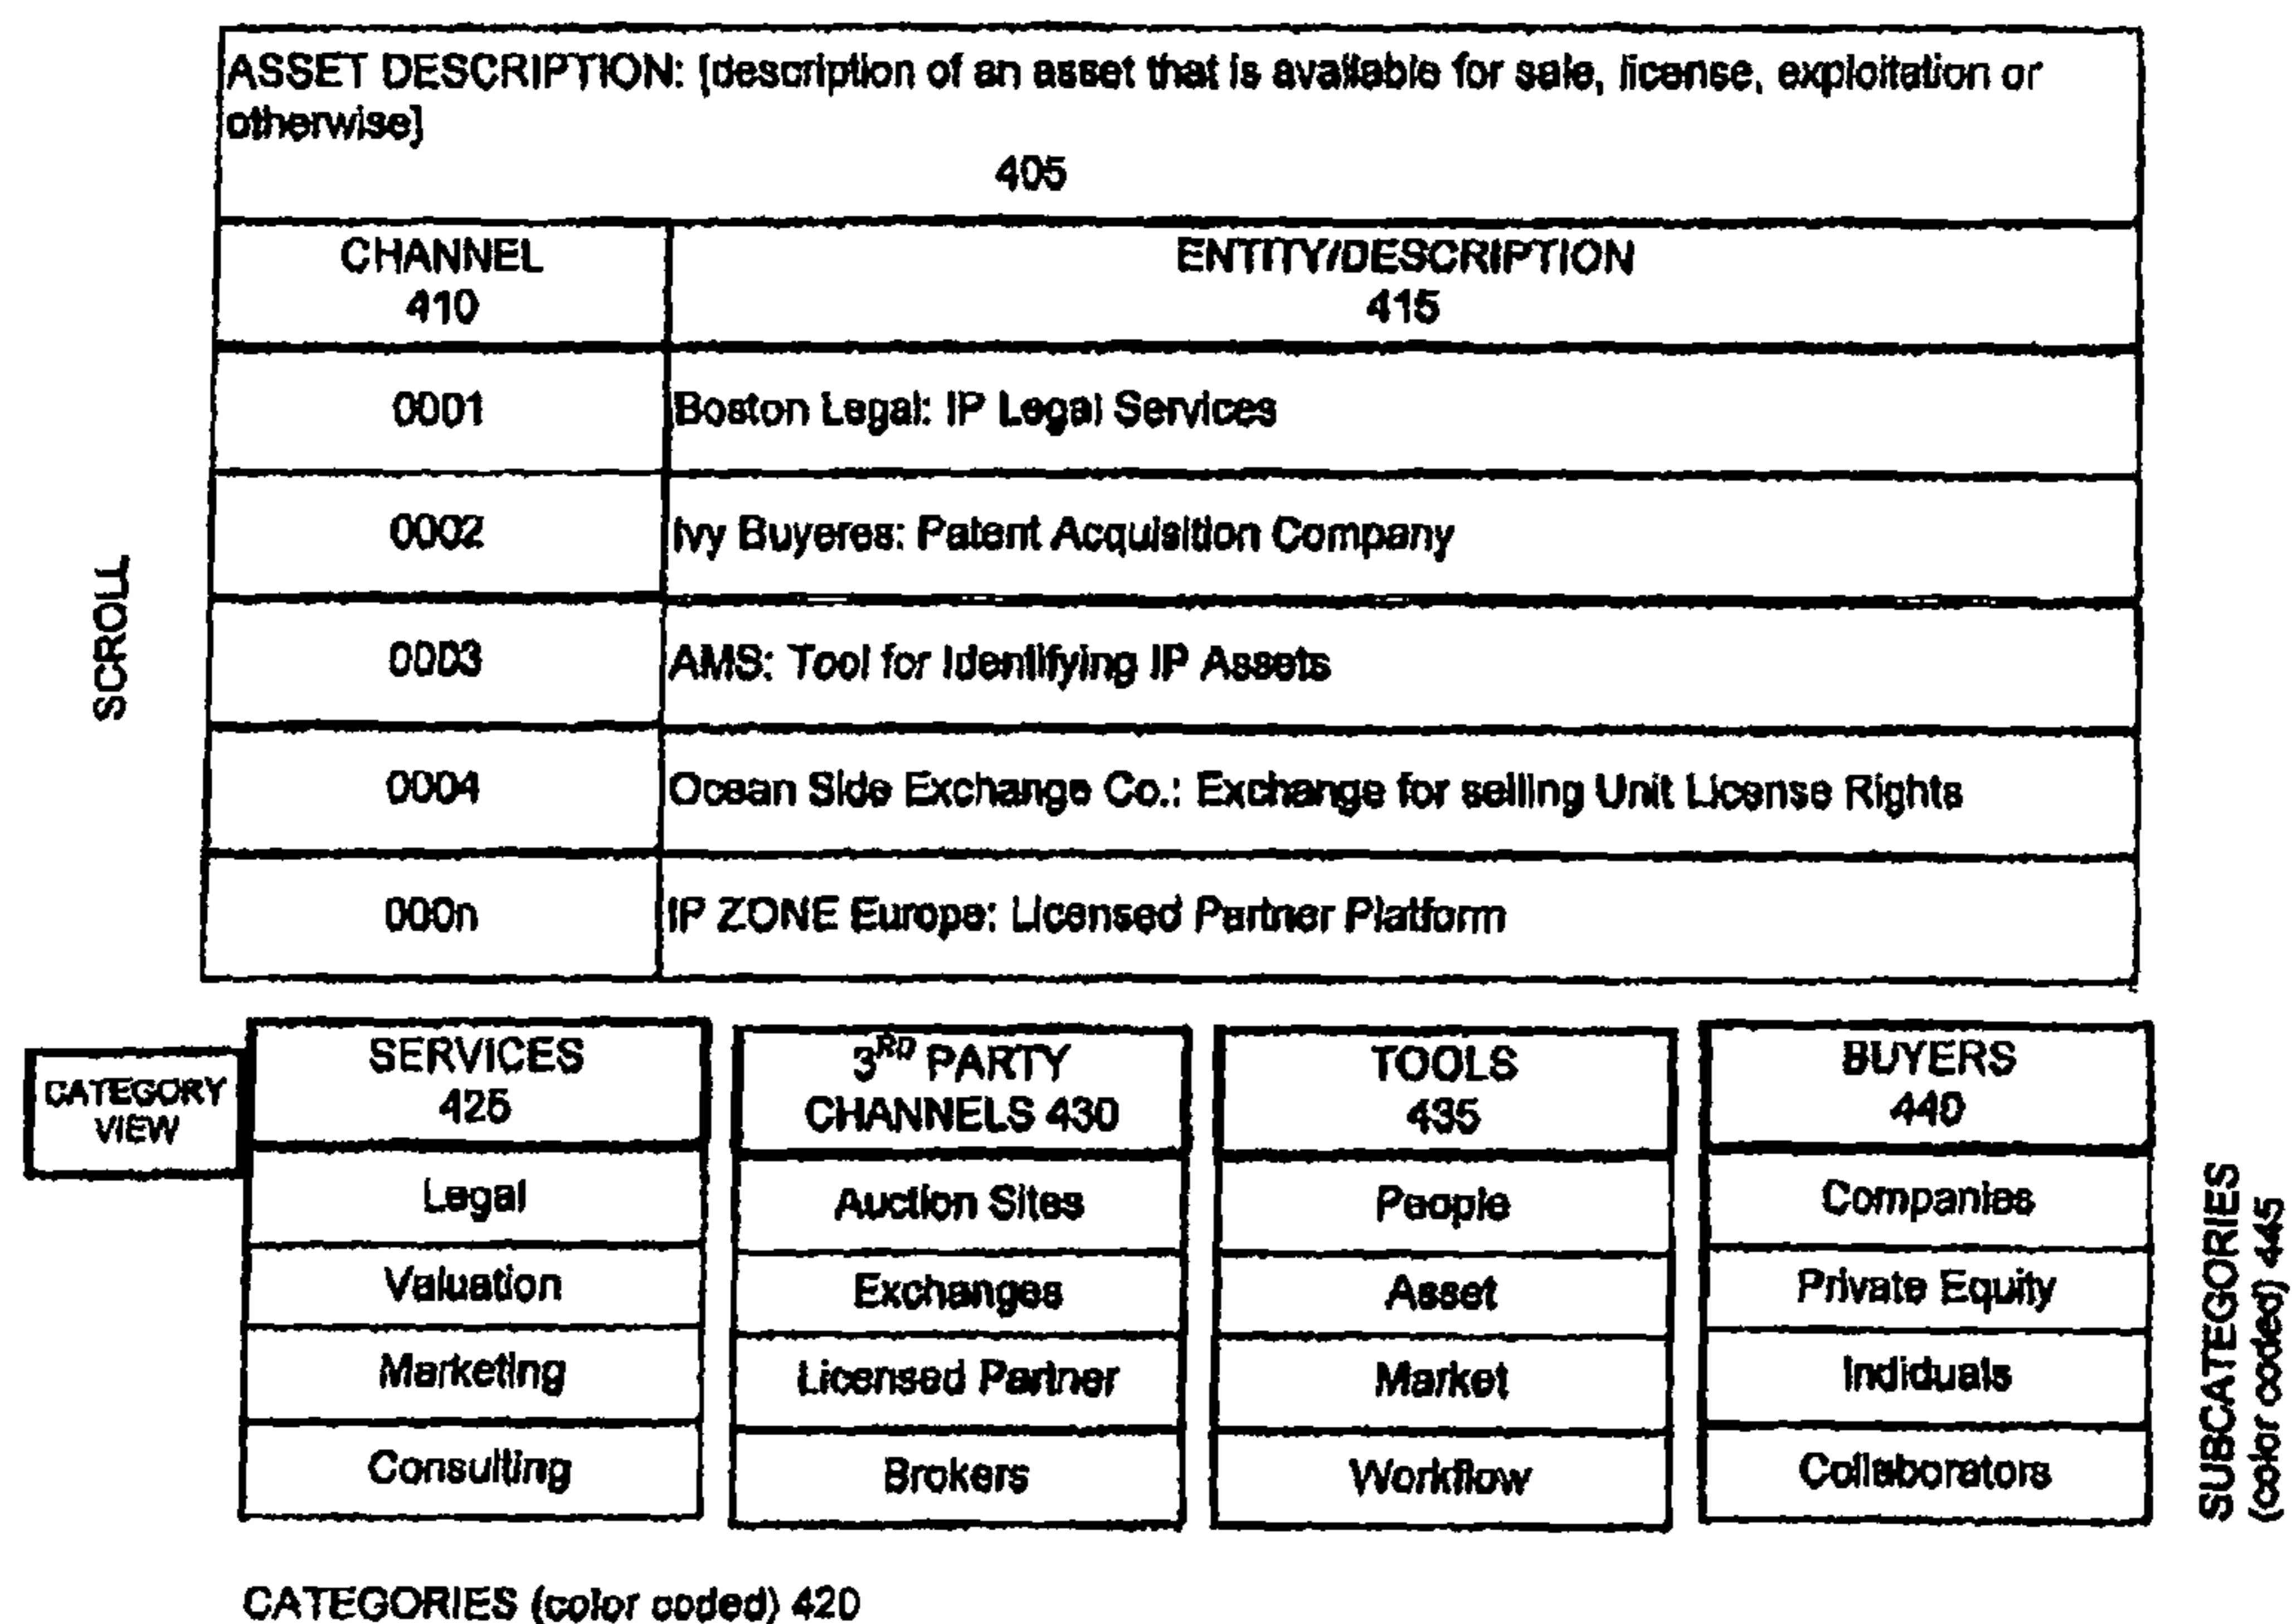 ASSET DESCRIPTION: [description of an asset that is available for sale, license, exploitation or
otherwise]
405
CHANNEL
410
ENTITY/DESCRIPTION
415
0001
Boston Legal: IP Legal Services
0002
Ivy Buyeres: Patent Acquisition Company
0003
AMS: Tool for Identifying IP Assets
0004
Ocean Side Exchange Co.: Exchange for selling Unit License Rights
000n
IP ZONE Europe: Licensed Partner Platform
SCROLL
CATEGORY
VIEW
SERVICES
425
Legal
Valuation
Marketing
Consulting
3RD PARTY
CHANNELS 430
Auction Sites
Exchanges
Licensed Partner
Brokers
TOOLS
435
People
Asset
Market
Workflow
BUYERS
440
Companies
Private Equity
Indiduals
Collaborators
SUBCATEGORIES
(color coded) 445
CATEGORIES (color coded) 420